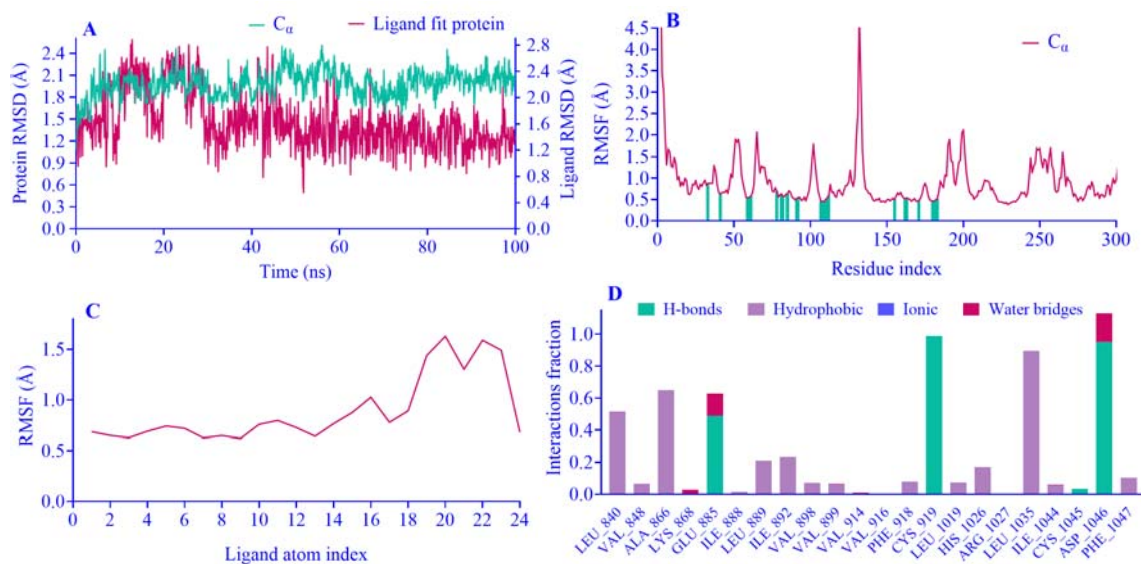 A
Cα
Ligand fit protein
Protein RMSD (Å)
2.4
2.1
1.8
1.5
1.2
0.9
0.6
0.3
0.0
2.8
2.4
2.0
1.6
1.2
0.8
0.4
0.0
Ligand RMSD (Å)
0 20 40 60 80 100
Time (ns)
B
Cα
RMSF (Å)
4.5
4.0
3.5
3.0
2.5
2.0
1.5
1.0
0.5
0.0
0 50 100 150 200 250 300
Residue index
C
RMSF (Å)
1.5
1.0
0.5
0.0
0 2 4 6 8 10 12 14 16 18 20 22 24
Ligand atom index
D
H-bonds Hydrophobic Ionic Water bridges
Interactions fraction
1.0
0.8
0.6
0.4
0.2
0.0
LEU_840
VAL_848
ALA_866
LYS_868
GLU_885
ILE_888
LEU_889
ILE_892
VAL_898
VAL_899
VAL_914
VAL_916
PHE_918
CYS_919
LEU_1019
HIS_1026
ARG_1027
LEU_1035
ILE_1044
CYS_1045
ASP_1046
PHE_1047